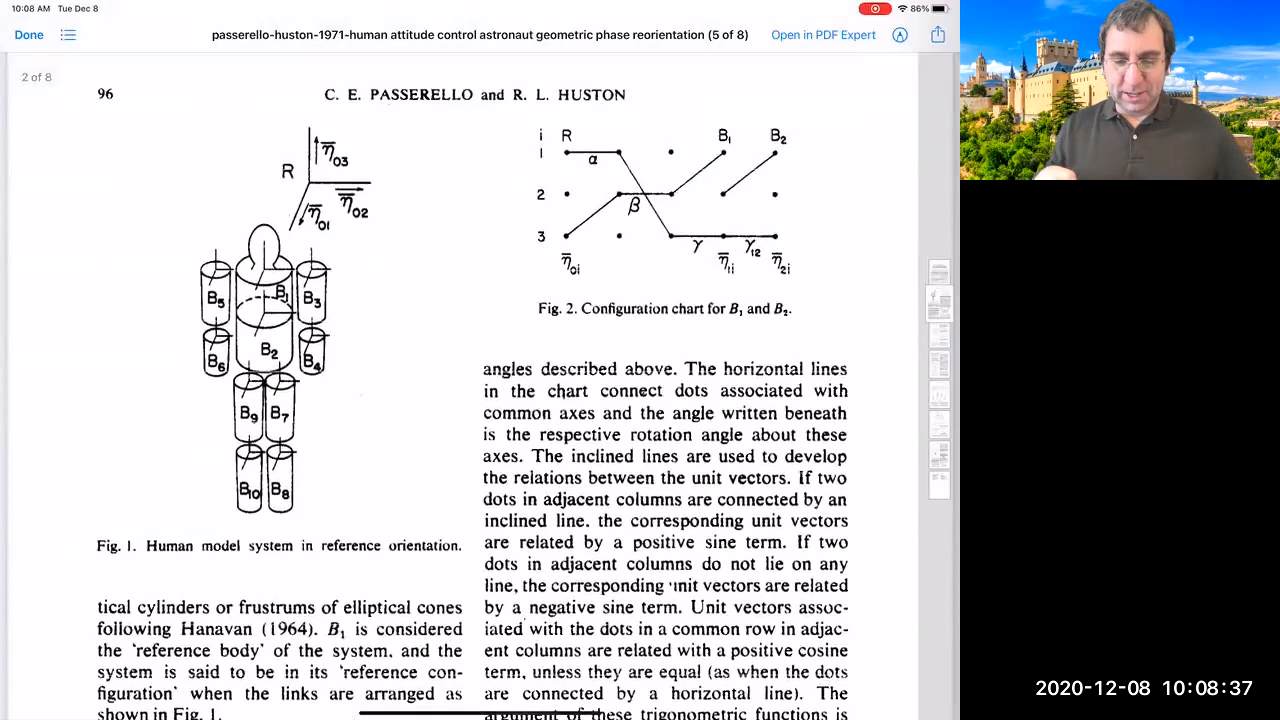 10:08 AM Tue Dec 8
86%
Done
passerello-huston-1971-human attitude control astronaut geometric phase reorientation (5 of 8)
Open in PDF Expert
2 of 8
96
C. E. PASSERELLO and R. L. HUSTON
R
η̅03
η̅02
η̅01
B5
B1
B3
B2
B6
B4
B9
B7
B10
B8
Fig. 1. Human model system in reference orientation.
tical cylinders or frustrums of elliptical cones
following Hanavan (1964). B1 is considered
the 'reference body' of the system, and the
system is said to be in its 'reference con-
figuration' when the links are arranged as
shown in Fig. 1.
i R B1 B2
1 α
2 β
3 γ γ12
η̅0i η̅1i η̅2i
Fig. 2. Configuration chart for B1 and B2.
angles described above. The horizontal lines
in the chart connect dots associated with
common axes and the angle written beneath
is the respective rotation angle about these
axes. The inclined lines are used to develop
the relations between the unit vectors. If two
dots in adjacent columns are connected by an
inclined line, the corresponding unit vectors
are related by a positive sine term. If two
dots in adjacent columns do not lie on any
line, the corresponding unit vectors are related
by a negative sine term. Unit vectors assoc-
iated with the dots in a common row in adjac-
ent columns are related with a positive cosine
term, unless they are equal (as when the dots
are connected by a horizontal line). The
argument of these trigonometric functions is
2020-12-08 10:08:37